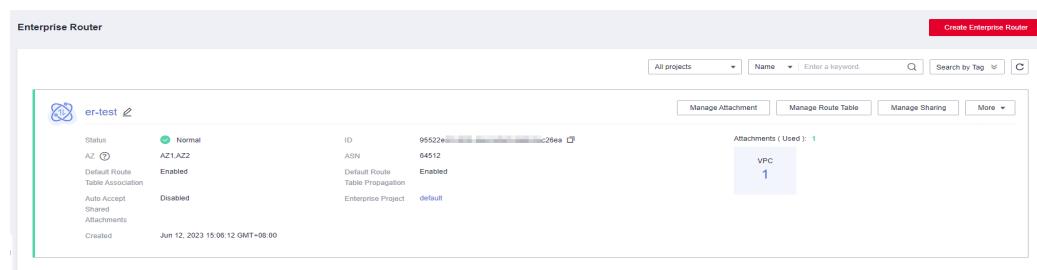 Enterprise Router
Create Enterprise Router
All projects
Name
Enter a keyword.
Search by Tag
er-test
Manage Attachment
Manage Route Table
Manage Sharing
More
Status
Normal
ID
95522e
c26ea
Attachments ( Used ): 1
AZ
AZ1,AZ2
ASN
64512
VPC
1
Default Route
Table Association
Enabled
Default Route
Table Propagation
Enabled
Auto Accept
Shared
Attachments
Disabled
Enterprise Project
default
Created
Jun 12, 2023 15:06:12 GMT+08:00